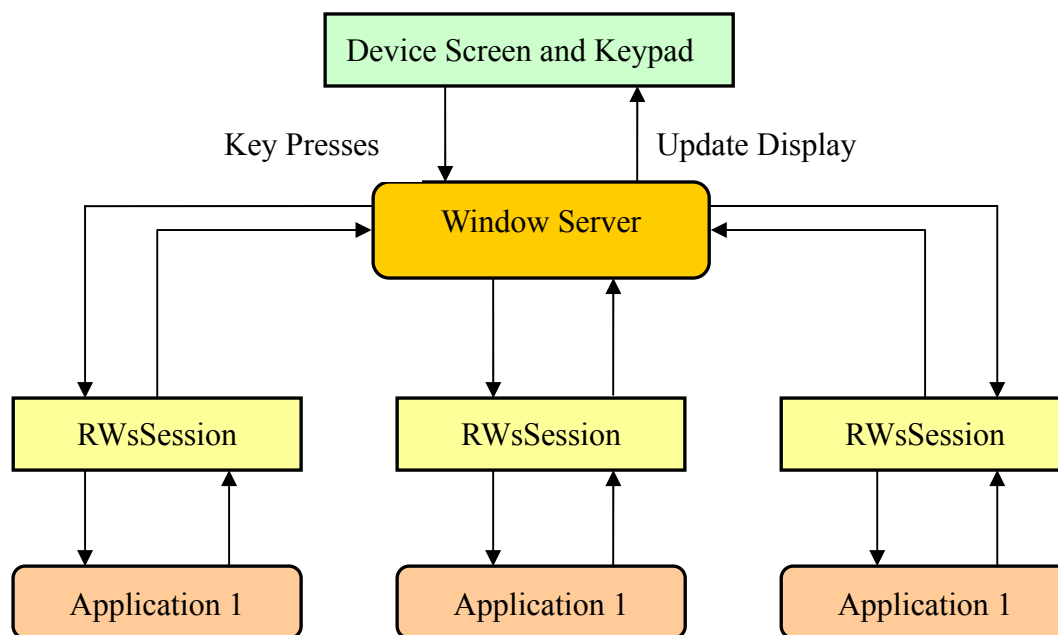 Device Screen and Keypad
Key Presses
Update Display
Window Server
RWsSession
RWsSession
RWsSession
Application 1
Application 1
Application 1